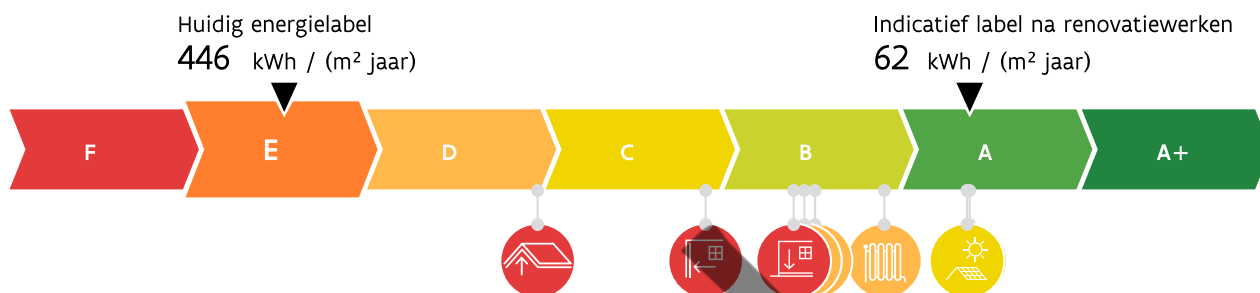 Huidig energielabel
446 kWh / (m² jaar)
Indicatief label na renovatiewerken
62 kWh / (m² jaar)
F E D C B A A+